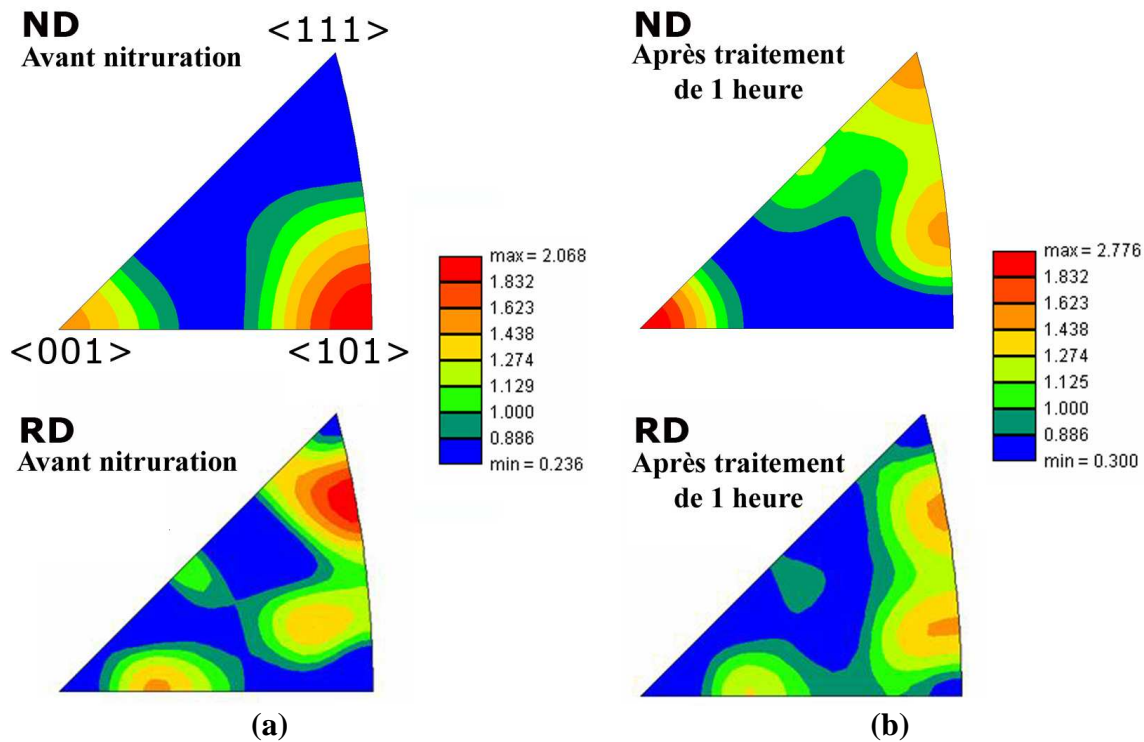 ND
Avant nitruration
<111>
<001>
<101>
max = 2.068
1.832
1.623
1.438
1.274
1.129
1.000
0.886
min = 0.236
RD
Avant nitruration
(a)
ND
Après traitement
de 1 heure
max = 2.776
1.832
1.623
1.438
1.274
1.125
1.000
0.886
min = 0.300
RD
Après traitement
de 1 heure
(b)